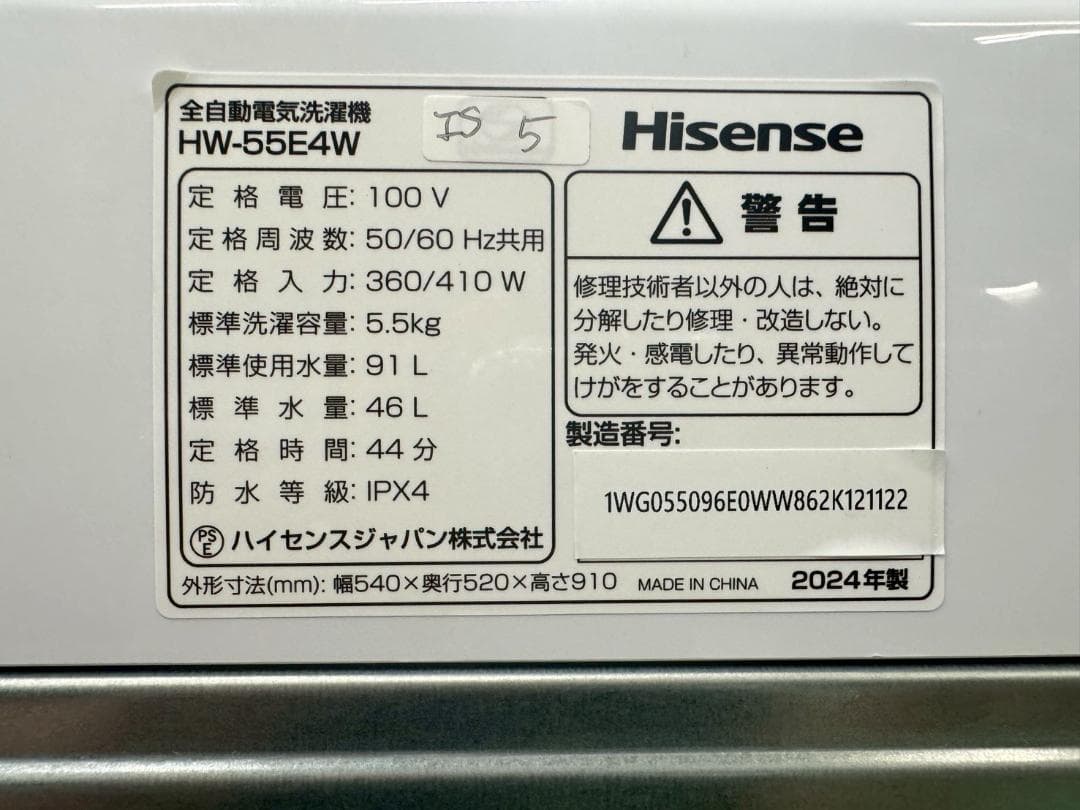 全自動電気洗濯機
HW-55E4W
IS 5
Hisense
定格電圧: 100 V
定格周波数: 50/60 Hz共用
定格入力: 360/410 W
標準洗濯容量: 5.5kg
標準使用水量: 91 L
標準水量: 46 L
定格時間: 44 分
防水等級: IPX4
PS
E
ハイセンスジャパン株式会社
警告
修理技術者以外の人は、絶対に
分解したり修理・改造しない。
発火・感電したり、異常動作して
けがをすることがあります。
製造番号:
1WG055096E0WW862K121122
外形寸法(mm): 幅540×奥行520×高さ910
MADE IN CHINA
2024年製